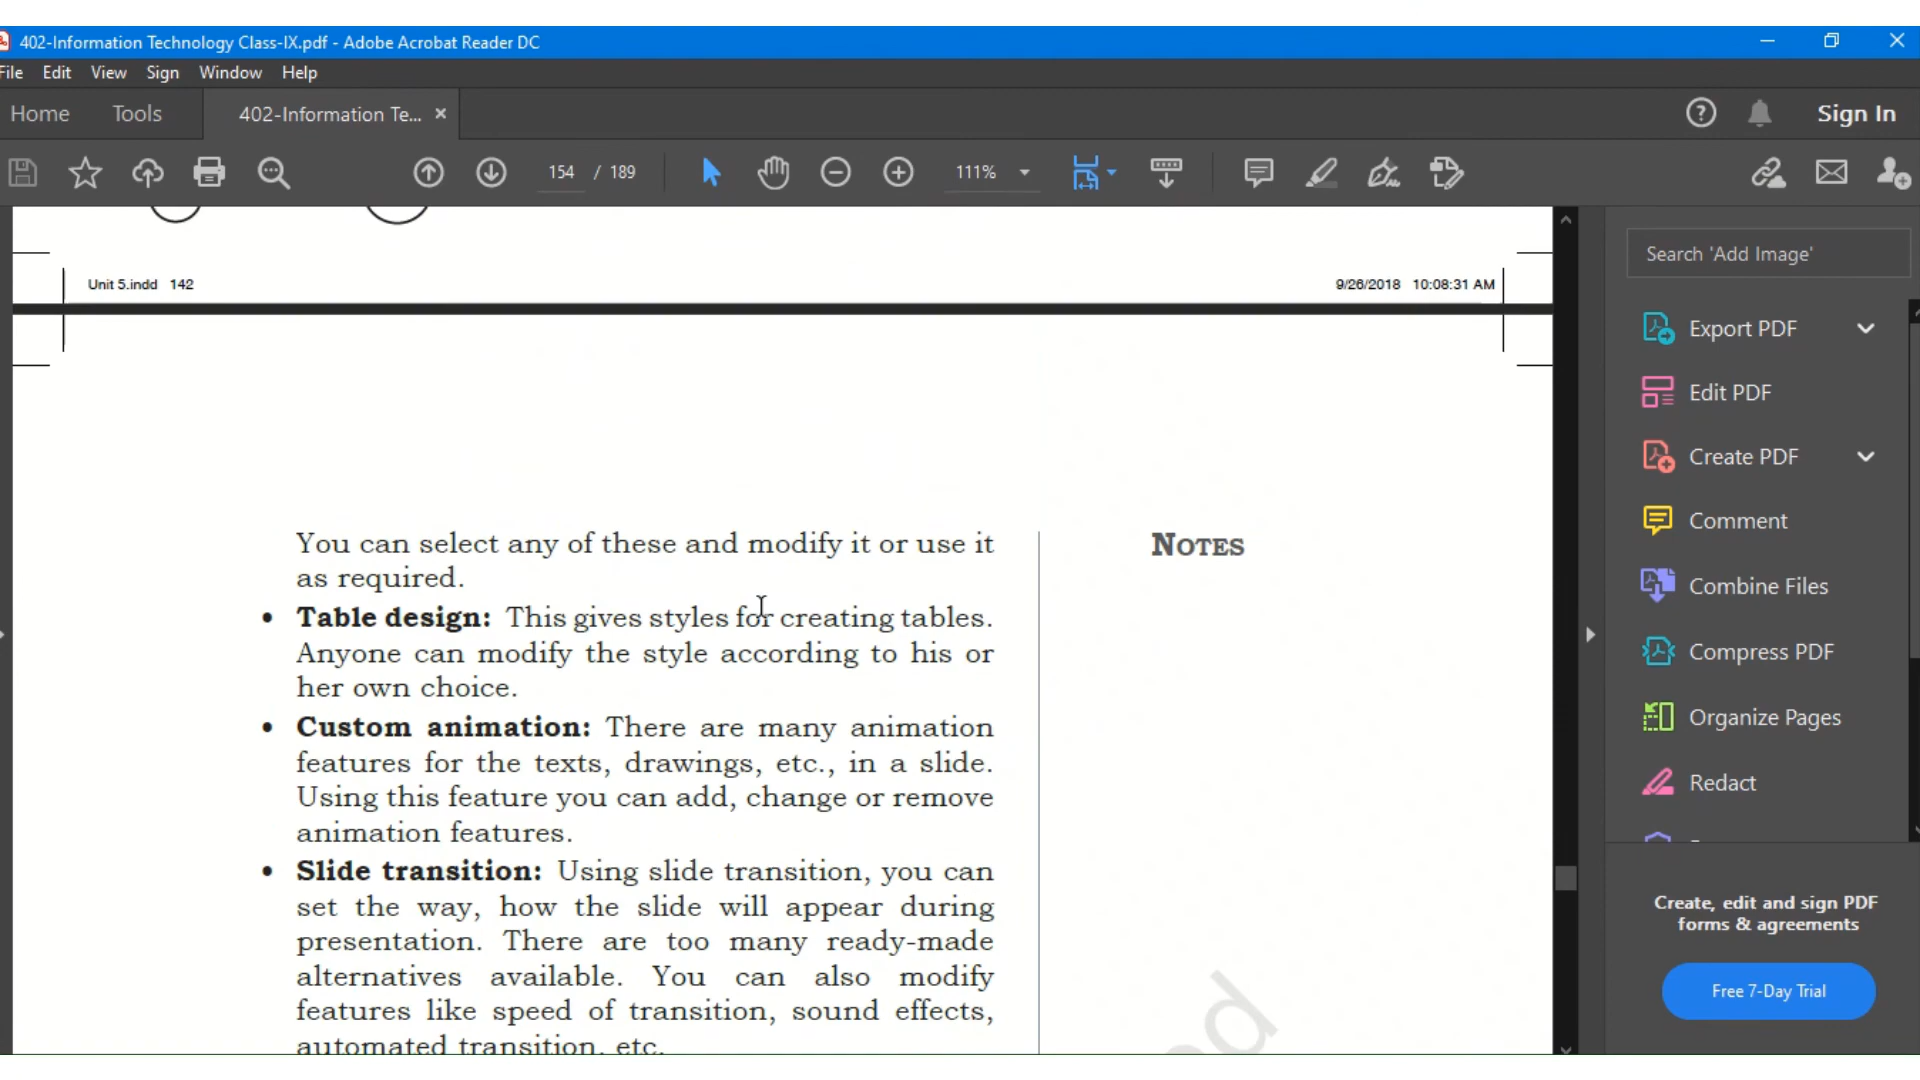 402-Information Technology Class-IX.pdf - Adobe Acrobat Reader DC
File Edit View Sign Window Help
Home Tools 402-Information Te... × Sign In
154 / 189 111%
Search 'Add Image'
Unit 5.indd 142 9/26/2018 10:08:31 AM
Export PDF
Edit PDF
Create PDF
Comment
Combine Files
Compress PDF
Organize Pages
Redact
You can select any of these and modify it or use it
as required.
NOTES
• Table design: This gives styles for creating tables.
Anyone can modify the style according to his or
her own choice.
• Custom animation: There are many animation
features for the texts, drawings, etc., in a slide.
Using this feature you can add, change or remove
animation features.
• Slide transition: Using slide transition, you can
set the way, how the slide will appear during
presentation. There are too many ready-made
alternatives available. You can also modify
features like speed of transition, sound effects,
automated transition, etc.
Create, edit and sign PDF
forms & agreements
Free 7-Day Trial